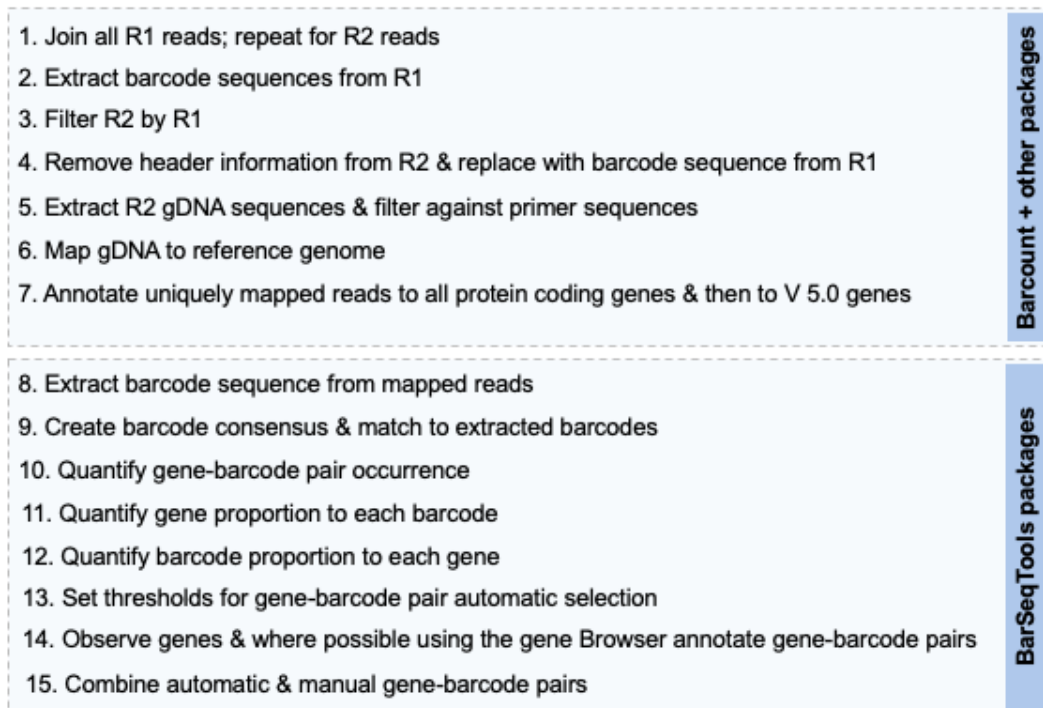 1. Join all R1 reads; repeat for R2 reads
2. Extract barcode sequences from R1
3. Filter R2 by R1
4. Remove header information from R2 & replace with barcode sequence from R1
5. Extract R2 gDNA sequences & filter against primer sequences
6. Map gDNA to reference genome
7. Annotate uniquely mapped reads to all protein coding genes & then to V 5.0 genes
Barcount + other packages
8. Extract barcode sequence from mapped reads
9. Create barcode consensus & match to extracted barcodes
10. Quantify gene-barcode pair occurrence
11. Quantify gene proportion to each barcode
12. Quantify barcode proportion to each gene
13. Set thresholds for gene-barcode pair automatic selection
14. Observe genes & where possible using the gene Browser annotate gene-barcode pairs
15. Combine automatic & manual gene-barcode pairs
BarSeqTools packages